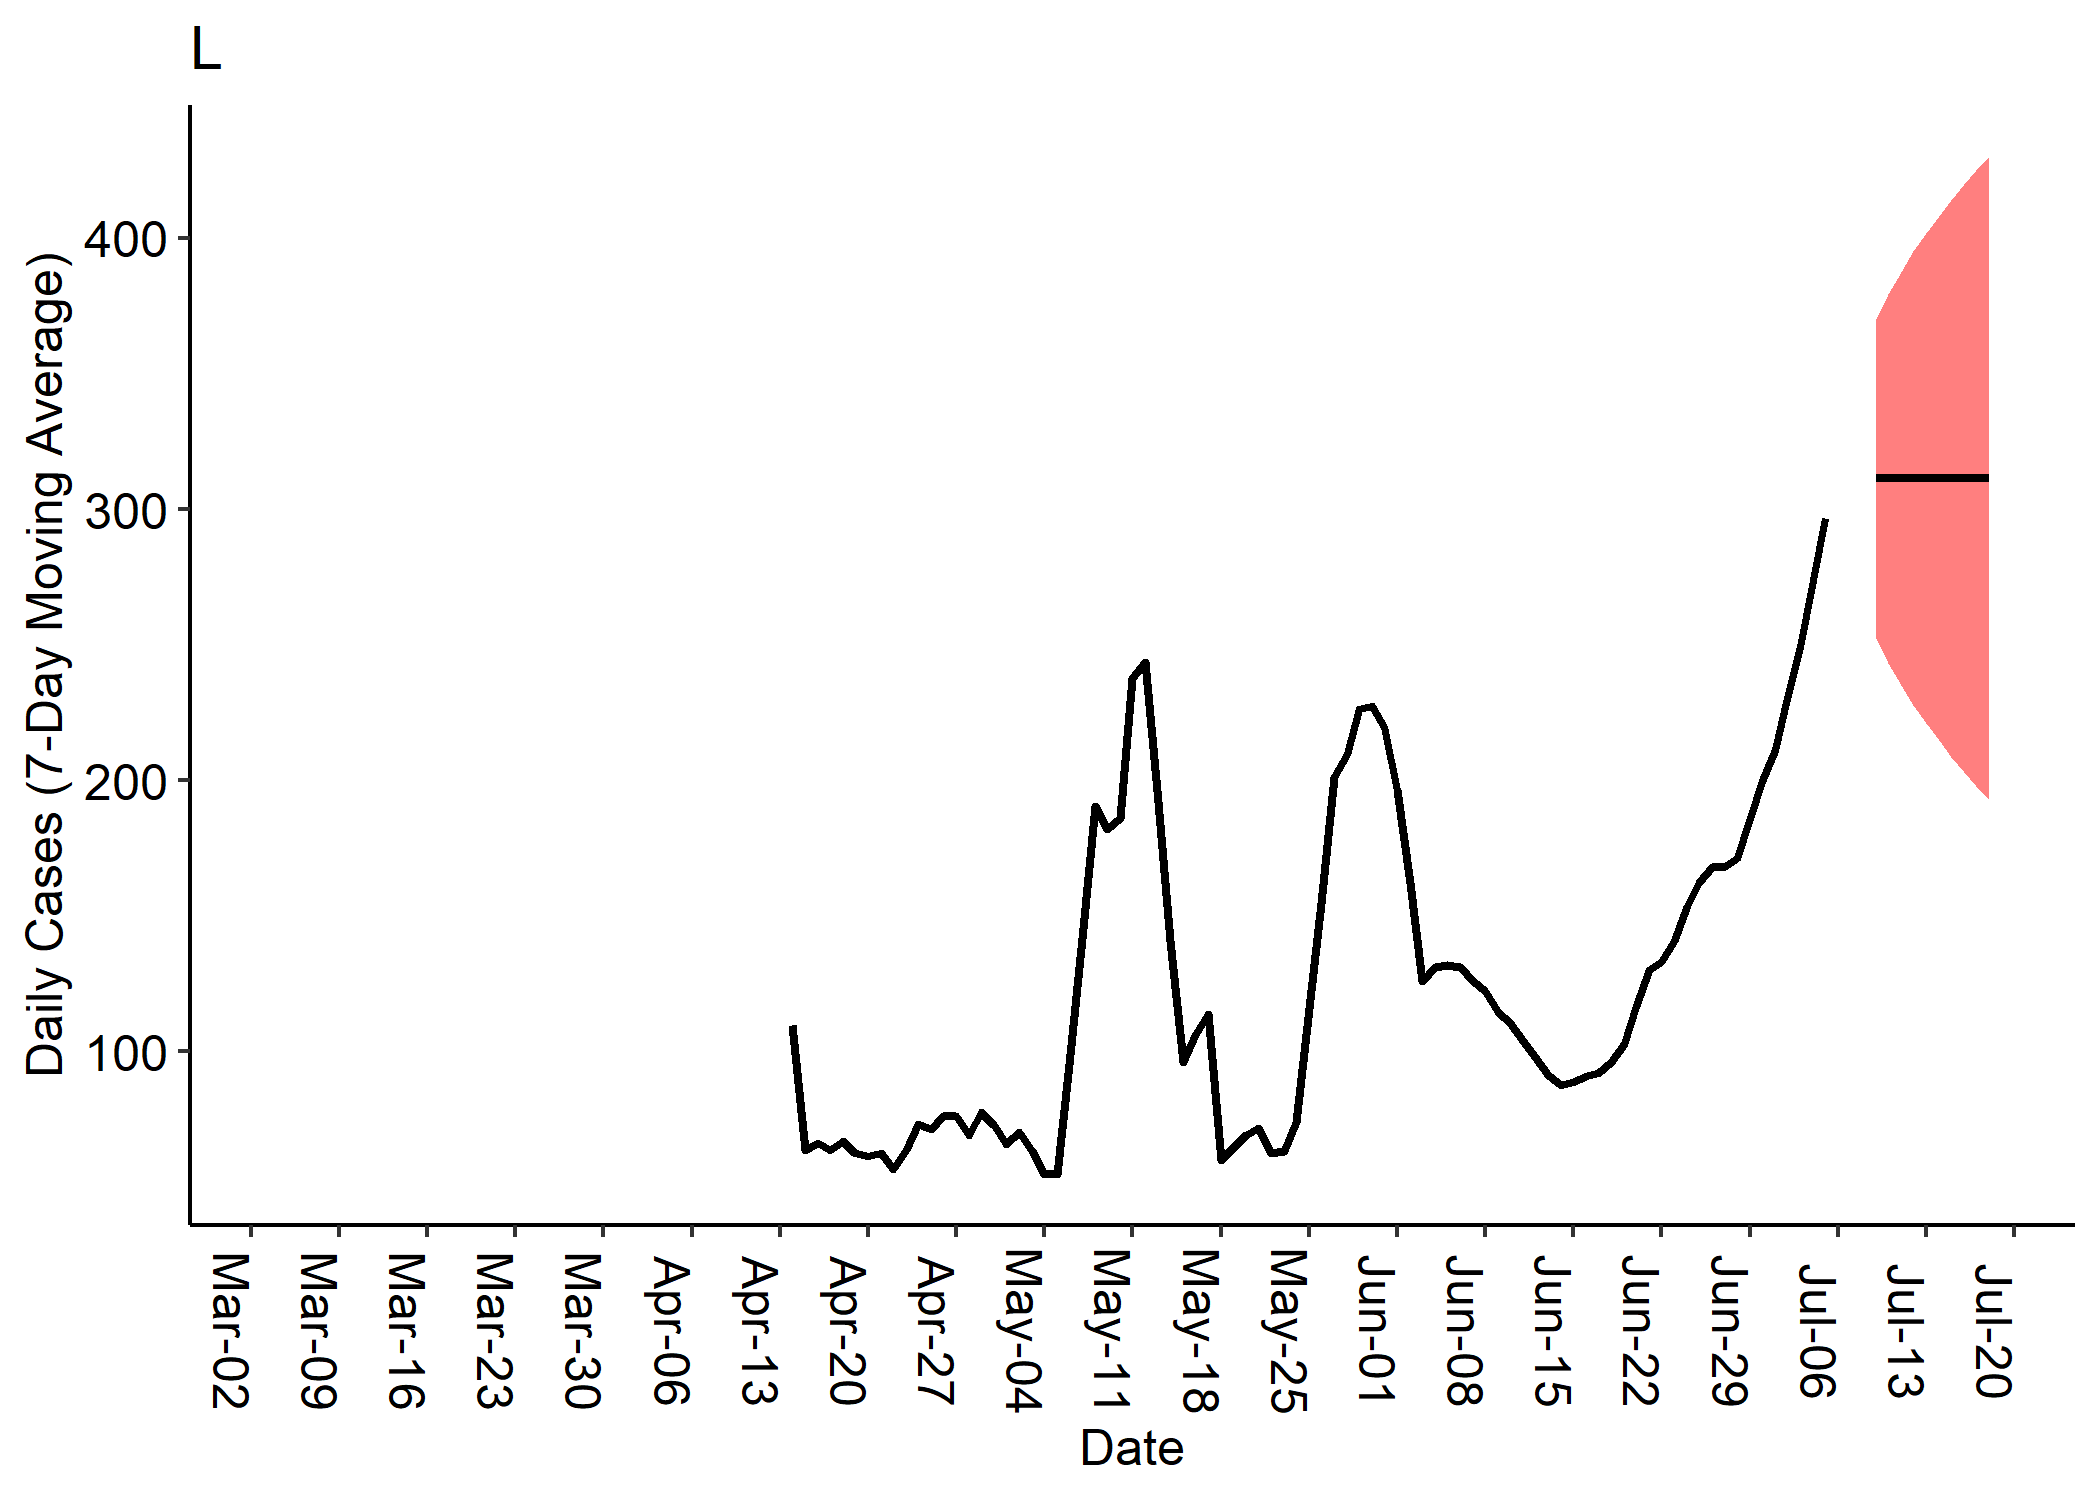 L
Daily Cases (7-Day Moving Average)
400
300
200
100
Mar-02
Mar-09
Mar-16
Mar-23
Mar-30
Apr-06
Apr-13
Apr-20
Apr-27
May-04
May-11
May-18
May-25
Jun-01
Jun-08
Jun-15
Jun-22
Jun-29
Jul-06
Jul-13
Jul-20
Date